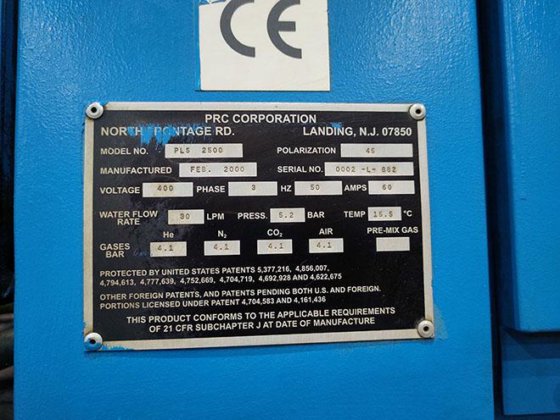 CE
PRC CORPORATION
NORTH FRONTAGE RD. LANDING, N.J. 07850
MODEL NO. PLS 2500 POLARIZATION 45
MANUFACTURED FEB. 2000 SERIAL NO. 0002 -L- 682
VOLTAGE 400 PHASE 3 HZ 50 AMPS 60
WATER FLOW RATE 90 LPM PRESS. 5.2 BAR TEMP 15.5 °C
He N₂ CO₂ AIR PRE-MIX GAS
GASES BAR 4.1 4.1 4.1 4.1
PROTECTED BY UNITED STATES PATENTS 5,377,216, 4,856,007,
4,794,613, 4,777,639, 4,752,669, 4,704,719, 4,692,928 AND 4,622,675
OTHER FOREIGN PATENTS, AND PATENTS PENDING BOTH U.S. AND FOREIGN.
PORTIONS LICENSED UNDER PATENT 4,704,583 AND 4,161,436
THIS PRODUCT CONFORMS TO THE APPLICABLE REQUIREMENTS
OF 21 CFR SUBCHAPTER J AT DATE OF MANUFACTURE